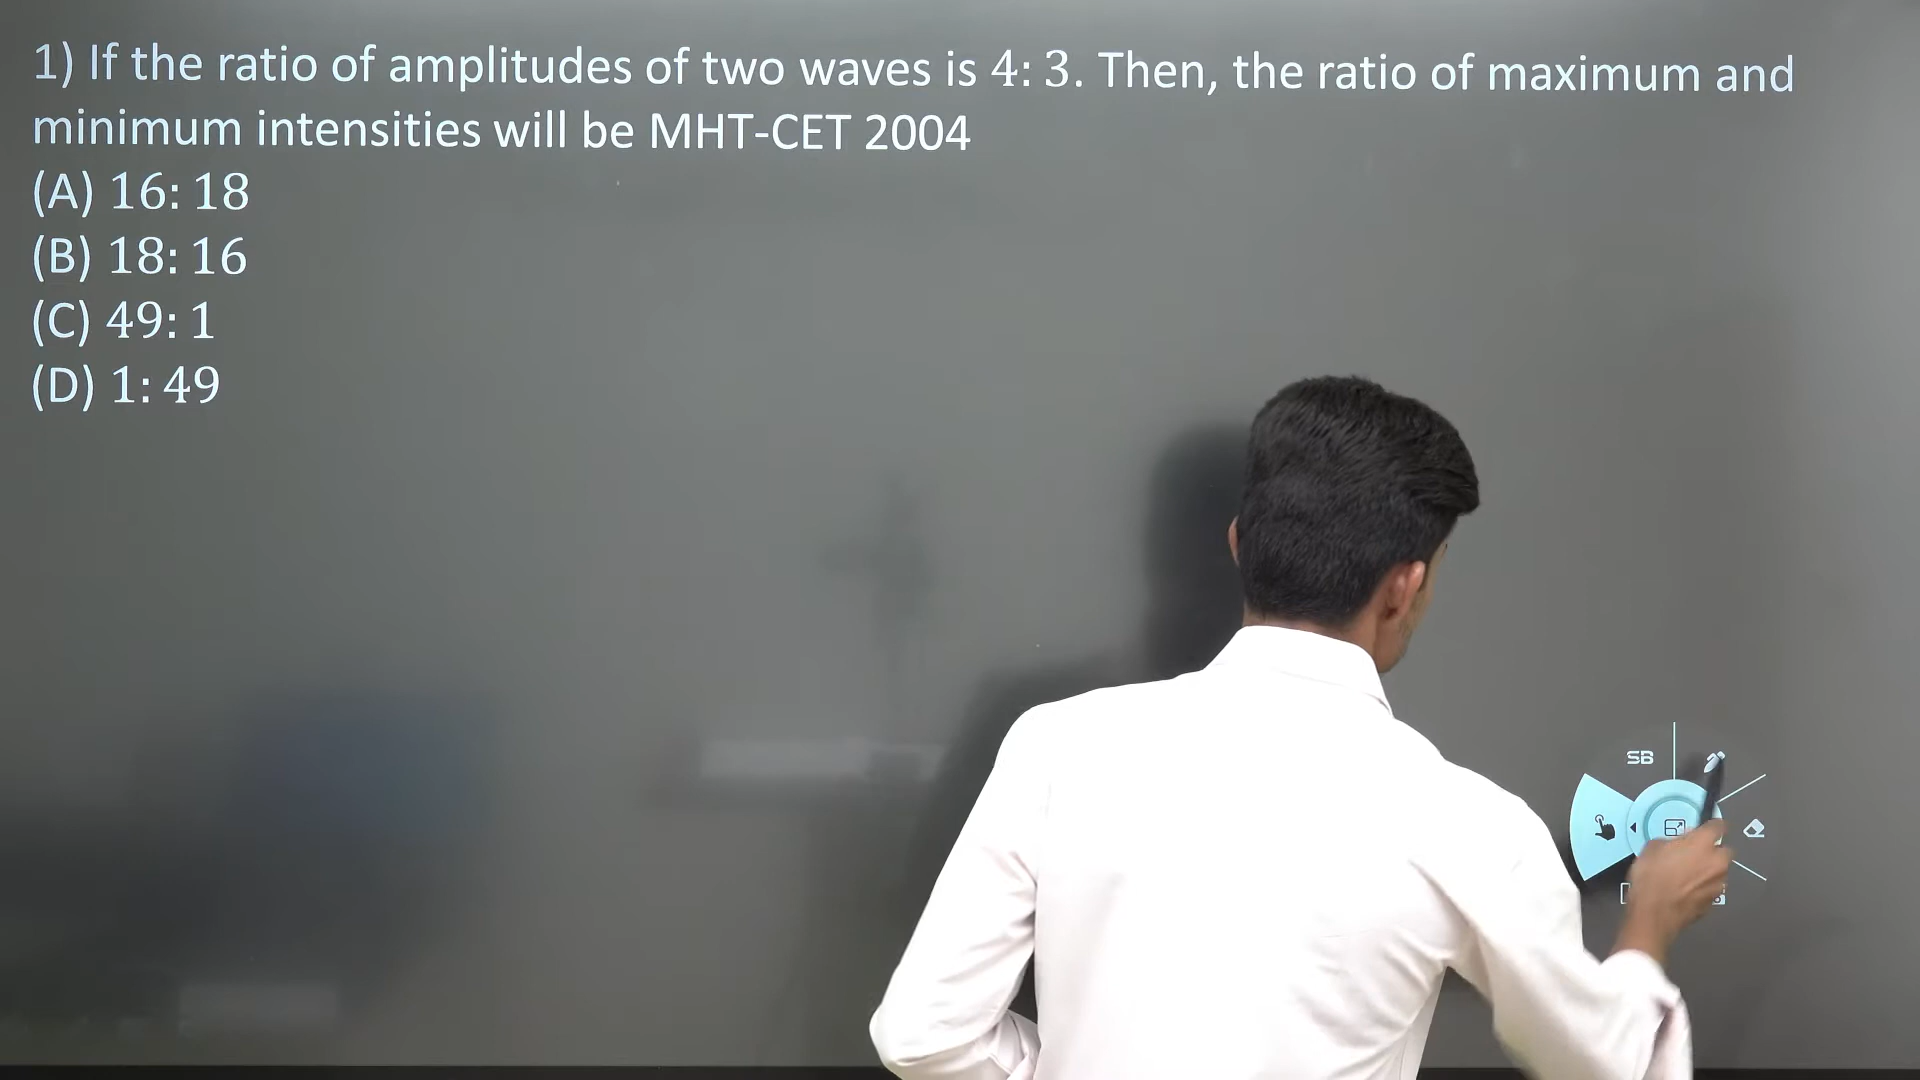 1) If the ratio of amplitudes of two waves is 4: 3. Then, the ratio of maximum and
minimum intensities will be MHT-CET 2004
(A) 16: 18
(B) 18: 16
(C) 49: 1
(D) 1: 49
SB